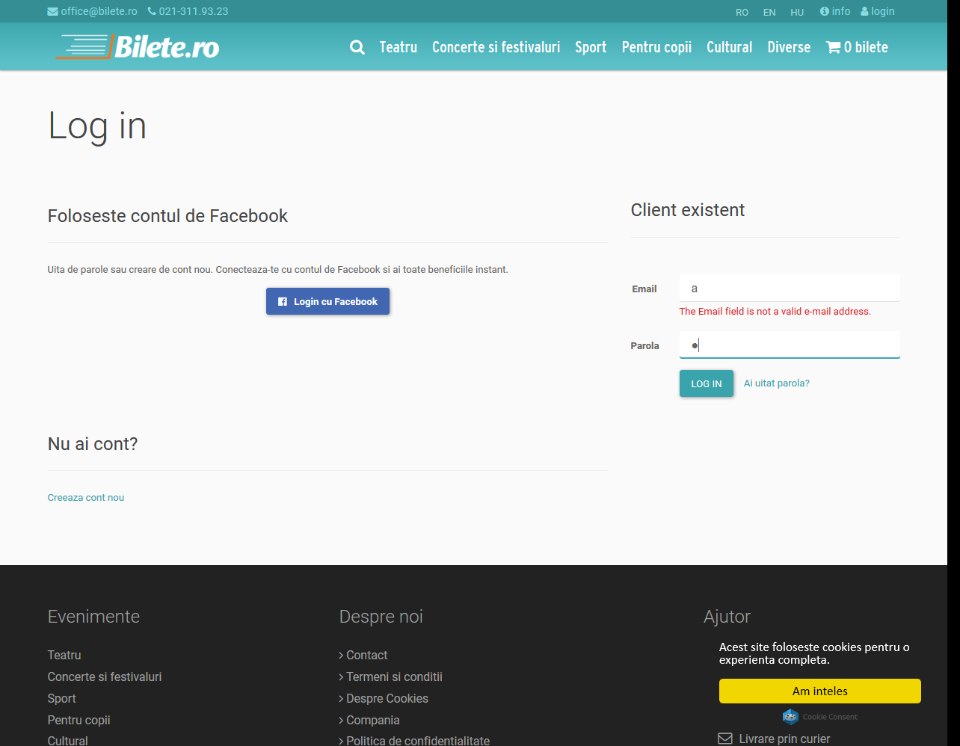 office@bilete.ro 021-311.93.23 RO EN HU info login
Bilete.ro Teatru Concerte si festivaluri Sport Pentru copii Cultural Diverse 0 bilete
Log in
Foloseste contul de Facebook
Uita de parole sau creare de cont nou. Conecteaza-te cu contul de Facebook si ai toate beneficiile instant.
Login cu Facebook
Client existent
Email a
The Email field is not a valid e-mail address.
Parola
LOG IN Ai uitat parola?
Nu ai cont?
Creeaza cont nou
Evenimente
Teatru
Concerte si festivaluri
Sport
Pentru copii
Cultural
Despre noi
> Contact
> Termeni si conditii
> Despre Cookies
> Compania
> Politica de confidentialitate
Ajutor
Acest site foloseste cookies pentru o
experienta completa.
Am inteles
Cookie Consent
Livrare prin curier